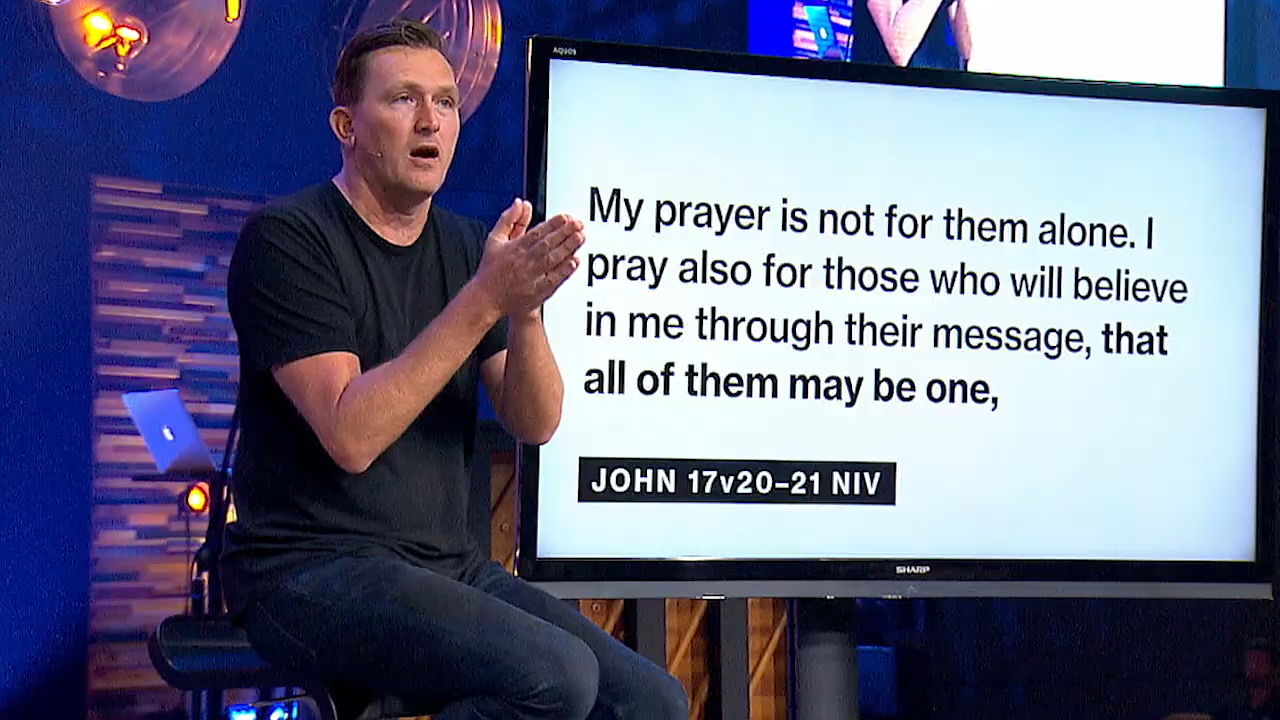 AQUOS
My prayer is not for them alone. I
pray also for those who will believe
in me through their message, that
all of them may be one,
JOHN 17v20–21 NIV
SHARP